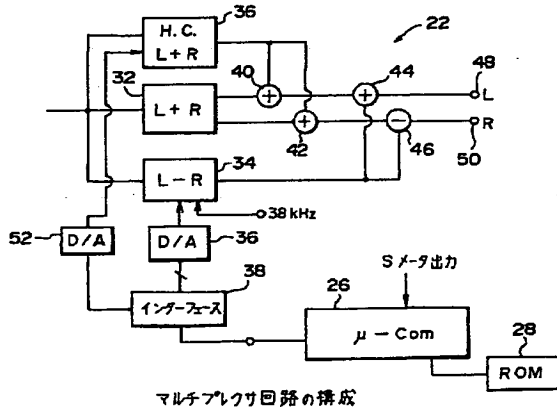 36
H.C.
L+R
22
32
L+R
40
44
48
L
42
46
R
50
34
L-R
38kHz
52
D/A
D/A
36
インターフェース
38
Sメータ出力
26
μ-Com
28
ROM
マルチプレクサ回路の構成